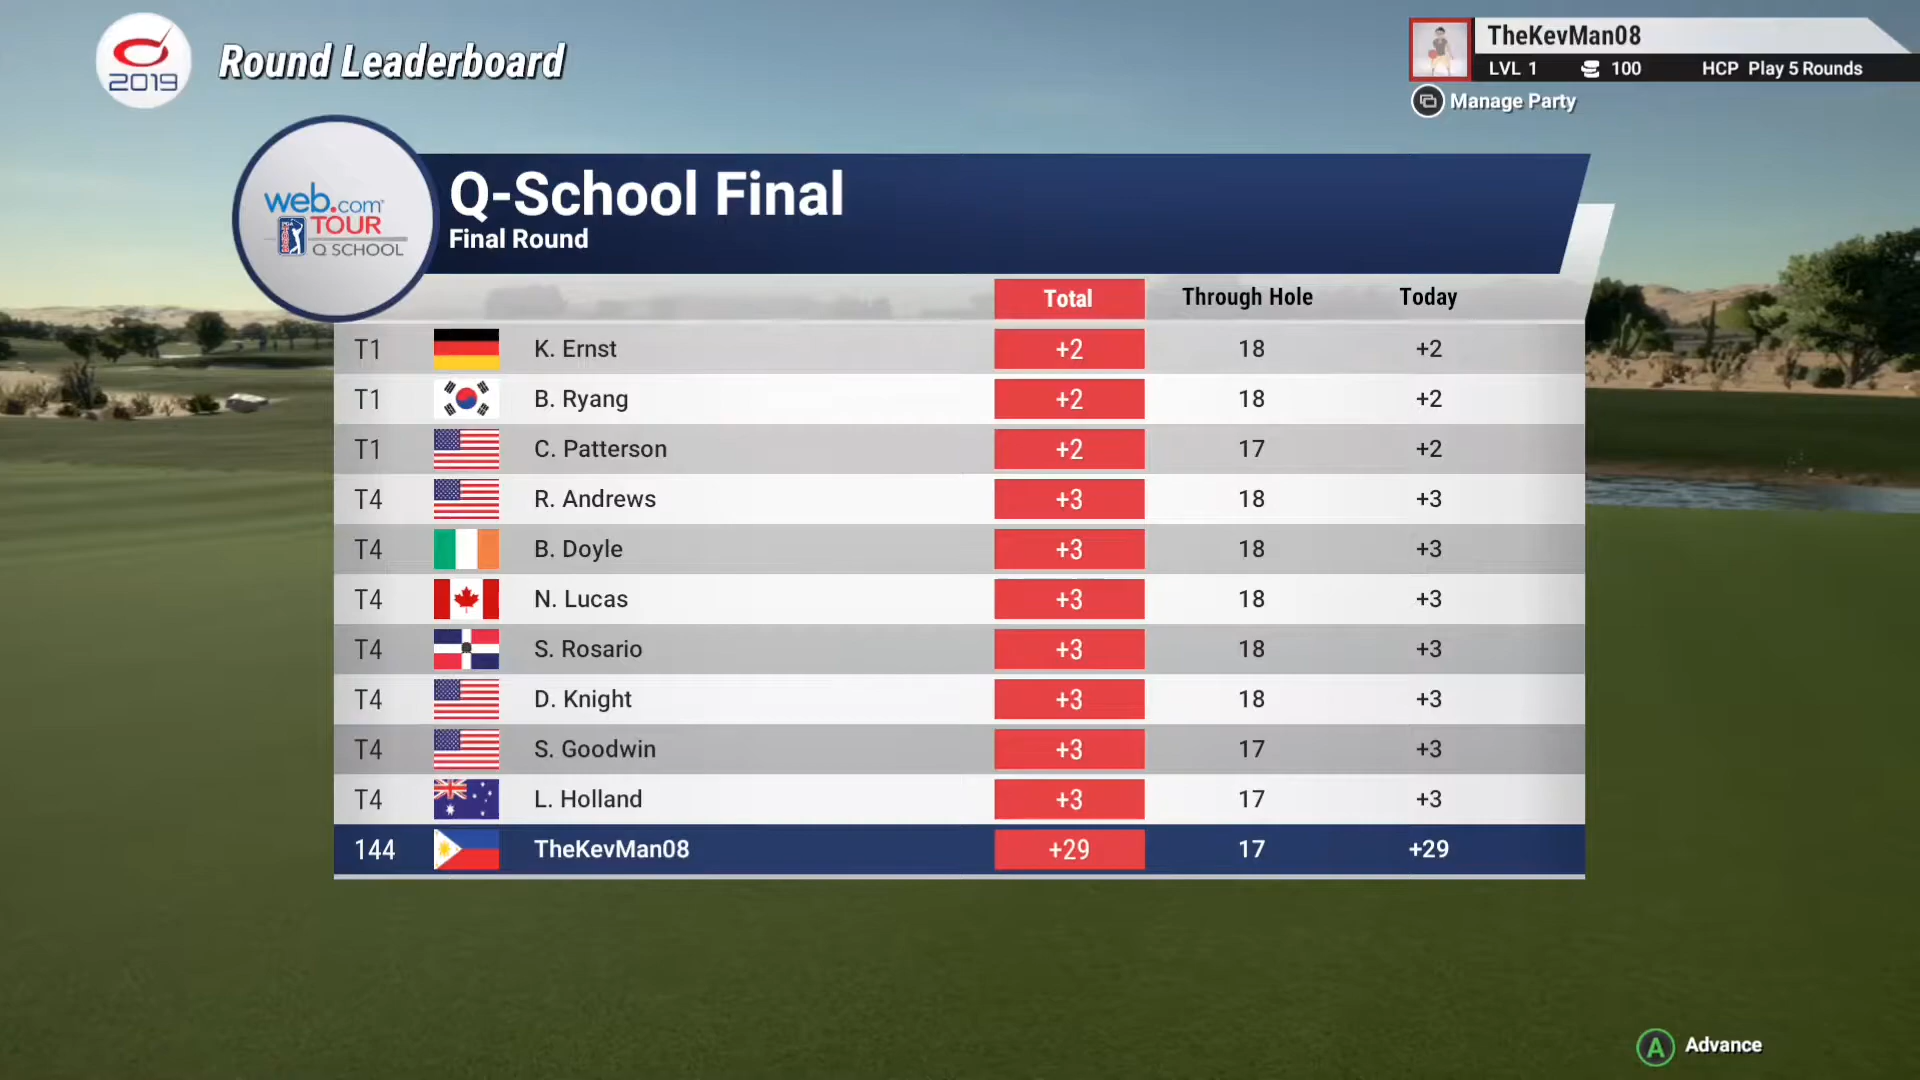 2019
Round Leaderboard
TheKevMan08
LVL 1 100 HCP Play 5 Rounds
Manage Party
web.com
TOUR
Q SCHOOL
Q-School Final
Final Round
Total Through Hole Today
T1 K. Ernst +2 18 +2
T1 B. Ryang +2 18 +2
T1 C. Patterson +2 17 +2
T4 R. Andrews +3 18 +3
T4 B. Doyle +3 18 +3
T4 N. Lucas +3 18 +3
T4 S. Rosario +3 18 +3
T4 D. Knight +3 18 +3
T4 S. Goodwin +3 17 +3
T4 L. Holland +3 17 +3
144 TheKevMan08 +29 17 +29
A Advance